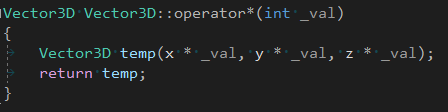 Vector3D Vector3D::operator*(int _val)
{
Vector3D temp(x * _val, y * _val, z * _val);
return temp;
}